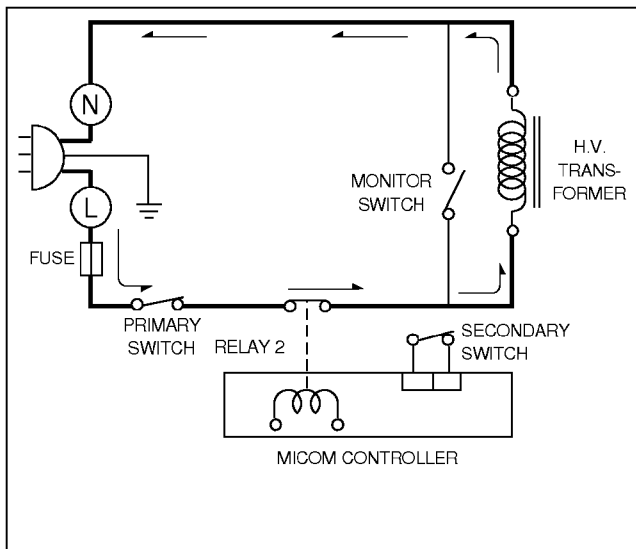 N
H.V.
TRANS-
FORMER
MONITOR
SWITCH
L
FUSE
PRIMARY
SWITCH
RELAY 2
SECONDARY
SWITCH
MICOM CONTROLLER